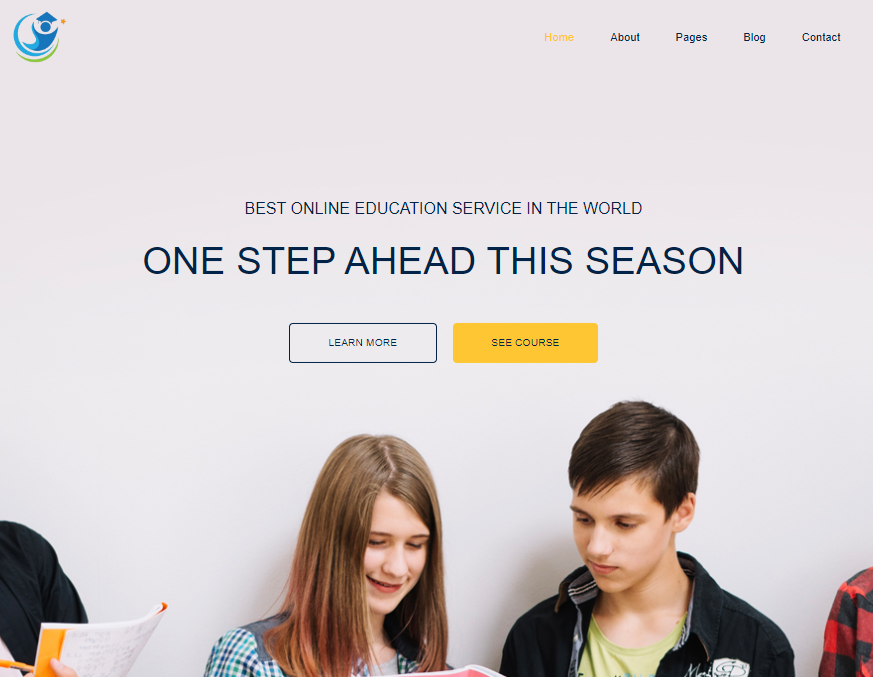 Home About Pages Blog Contact
BEST ONLINE EDUCATION SERVICE IN THE WORLD
ONE STEP AHEAD THIS SEASON
LEARN MORE SEE COURSE